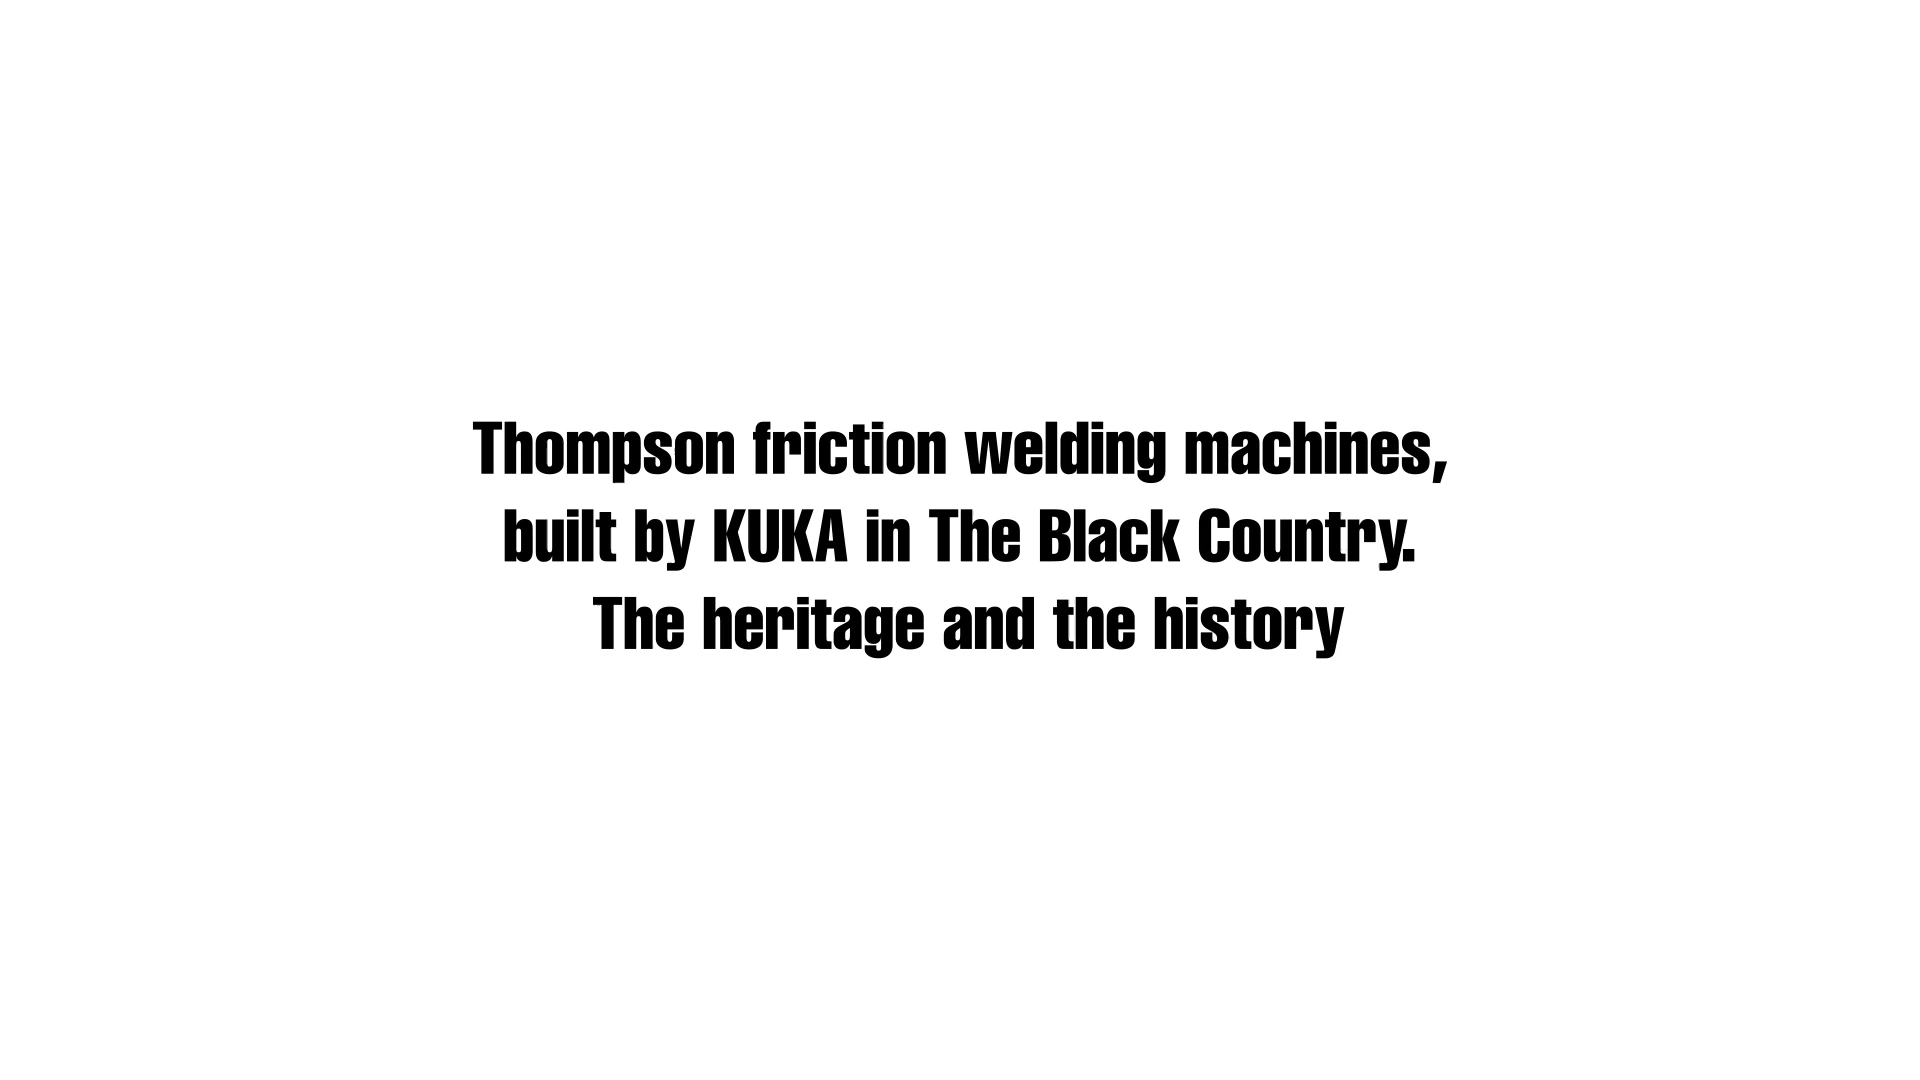 Thompson friction welding machines,
built by KUKA in The Black Country.
The heritage and the history